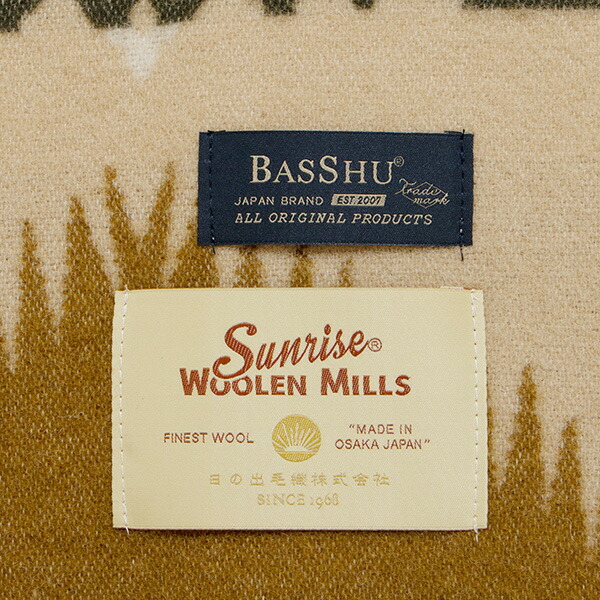 BASSHU®
JAPAN BRAND EST 2007
Trade mark
ALL ORIGINAL PRODUCTS
Sunrise®
WOOLEN MILLS
FINEST WOOL
"MADE IN
OSAKA JAPAN"
日の出毛織株式会社
SINCE 1968